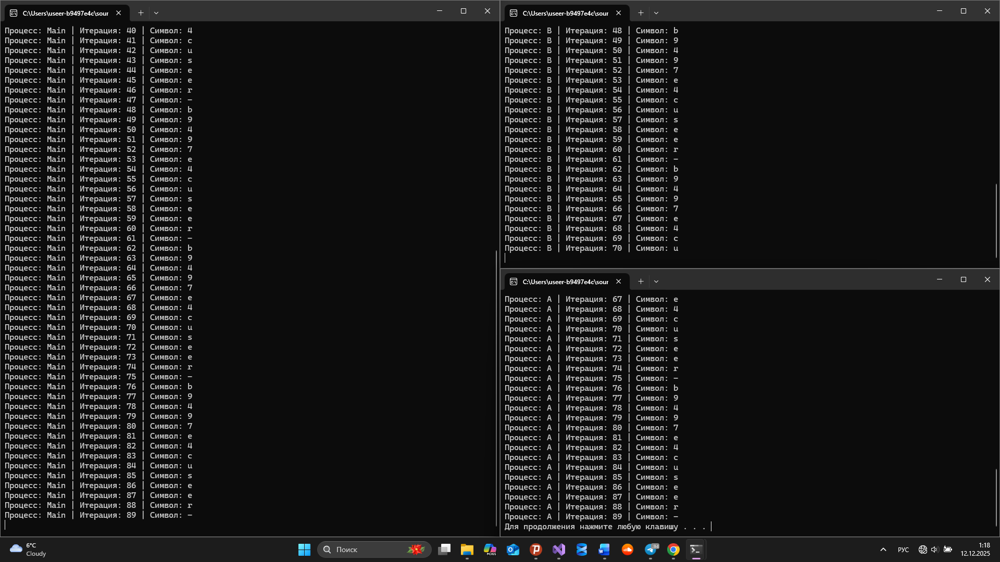 C:\Users\useer-b9497e4c\sour
Процесс: Main | Итерация: 40 | Символ: 4
Процесс: Main | Итерация: 41 | Символ: c
Процесс: Main | Итерация: 42 | Символ: u
Процесс: Main | Итерация: 43 | Символ: s
Процесс: Main | Итерация: 44 | Символ: e
Процесс: Main | Итерация: 45 | Символ: e
Процесс: Main | Итерация: 46 | Символ: r
Процесс: Main | Итерация: 47 | Символ: -
Процесс: Main | Итерация: 48 | Символ: b
Процесс: Main | Итерация: 49 | Символ: 9
Процесс: Main | Итерация: 50 | Символ: 4
Процесс: Main | Итерация: 51 | Символ: 9
Процесс: Main | Итерация: 52 | Символ: 7
Процесс: Main | Итерация: 53 | Символ: e
Процесс: Main | Итерация: 54 | Символ: 4
Процесс: Main | Итерация: 55 | Символ: c
Процесс: Main | Итерация: 56 | Символ: u
Процесс: Main | Итерация: 57 | Символ: s
Процесс: Main | Итерация: 58 | Символ: e
Процесс: Main | Итерация: 59 | Символ: e
Процесс: Main | Итерация: 60 | Символ: r
Процесс: Main | Итерация: 61 | Символ: -
Процесс: Main | Итерация: 62 | Символ: b
Процесс: Main | Итерация: 63 | Символ: 9
Процесс: Main | Итерация: 64 | Символ: 4
Процесс: Main | Итерация: 65 | Символ: 9
Процесс: Main | Итерация: 66 | Символ: 7
Процесс: Main | Итерация: 67 | Символ: e
Процесс: Main | Итерация: 68 | Символ: 4
Процесс: Main | Итерация: 69 | Символ: c
Процесс: Main | Итерация: 70 | Символ: u
Процесс: Main | Итерация: 71 | Символ: s
Процесс: Main | Итерация: 72 | Символ: e
Процесс: Main | Итерация: 73 | Символ: e
Процесс: Main | Итерация: 74 | Символ: r
Процесс: Main | Итерация: 75 | Символ: -
Процесс: Main | Итерация: 76 | Символ: b
Процесс: Main | Итерация: 77 | Символ: 9
Процесс: Main | Итерация: 78 | Символ: 4
Процесс: Main | Итерация: 79 | Символ: 9
Процесс: Main | Итерация: 80 | Символ: 7
Процесс: Main | Итерация: 81 | Символ: e
Процесс: Main | Итерация: 82 | Символ: 4
Процесс: Main | Итерация: 83 | Символ: c
Процесс: Main | Итерация: 84 | Символ: u
Процесс: Main | Итерация: 85 | Символ: s
Процесс: Main | Итерация: 86 | Символ: e
Процесс: Main | Итерация: 87 | Символ: e
Процесс: Main | Итерация: 88 | Символ: r
Процесс: Main | Итерация: 89 | Символ: -
C:\Users\useer-b9497e4c\sour
Процесс: B | Итерация: 48 | Символ: b
Процесс: B | Итерация: 49 | Символ: 9
Процесс: B | Итерация: 50 | Символ: 4
Процесс: B | Итерация: 51 | Символ: 9
Процесс: B | Итерация: 52 | Символ: 7
Процесс: B | Итерация: 53 | Символ: e
Процесс: B | Итерация: 54 | Символ: 4
Процесс: B | Итерация: 55 | Символ: c
Процесс: B | Итерация: 56 | Символ: u
Процесс: B | Итерация: 57 | Символ: s
Процесс: B | Итерация: 58 | Символ: e
Процесс: B | Итерация: 59 | Символ: e
Процесс: B | Итерация: 60 | Символ: r
Процесс: B | Итерация: 61 | Символ: -
Процесс: B | Итерация: 62 | Символ: b
Процесс: B | Итерация: 63 | Символ: 9
Процесс: B | Итерация: 64 | Символ: 4
Процесс: B | Итерация: 65 | Символ: 9
Процесс: B | Итерация: 66 | Символ: 7
Процесс: B | Итерация: 67 | Символ: e
Процесс: B | Итерация: 68 | Символ: 4
Процесс: B | Итерация: 69 | Символ: c
Процесс: B | Итерация: 70 | Символ: u
C:\Users\useer-b9497e4c\sour
Процесс: A | Итерация: 67 | Символ: e
Процесс: A | Итерация: 68 | Символ: 4
Процесс: A | Итерация: 69 | Символ: c
Процесс: A | Итерация: 70 | Символ: u
Процесс: A | Итерация: 71 | Символ: s
Процесс: A | Итерация: 72 | Символ: e
Процесс: A | Итерация: 73 | Символ: e
Процесс: A | Итерация: 74 | Символ: r
Процесс: A | Итерация: 75 | Символ: -
Процесс: A | Итерация: 76 | Символ: b
Процесс: A | Итерация: 77 | Символ: 9
Процесс: A | Итерация: 78 | Символ: 4
Процесс: A | Итерация: 79 | Символ: 9
Процесс: A | Итерация: 80 | Символ: 7
Процесс: A | Итерация: 81 | Символ: e
Процесс: A | Итерация: 82 | Символ: 4
Процесс: A | Итерация: 83 | Символ: c
Процесс: A | Итерация: 84 | Символ: u
Процесс: A | Итерация: 85 | Символ: s
Процесс: A | Итерация: 86 | Символ: e
Процесс: A | Итерация: 87 | Символ: e
Процесс: A | Итерация: 88 | Символ: r
Процесс: A | Итерация: 89 | Символ: -
Для продолжения нажмите любую клавишу . . .
6°C
Cloudy
Поиск
M365
94
РУС
1:18
12.12.2025